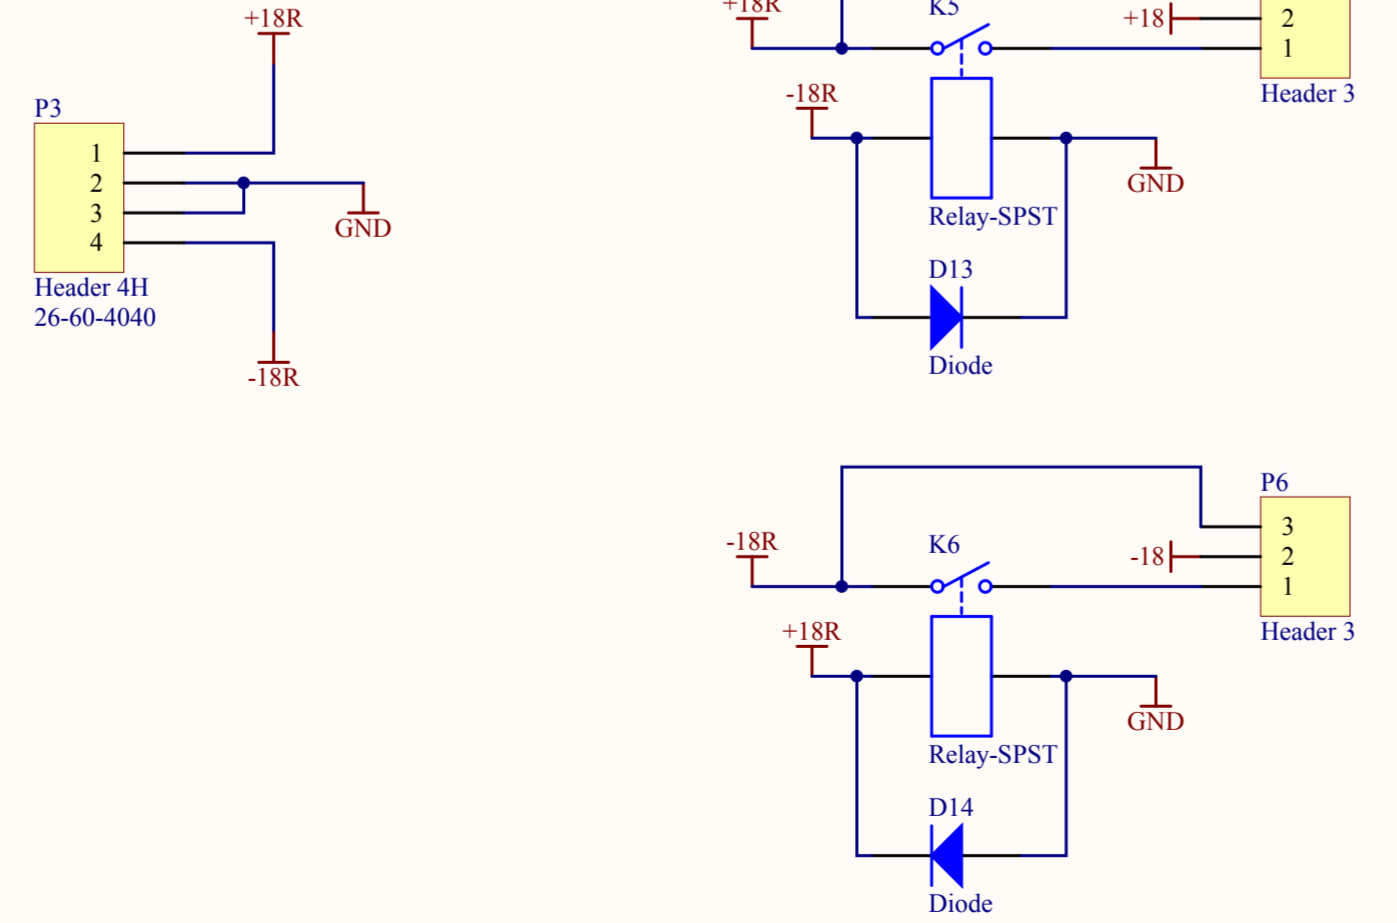 +18R
P3
1
2
3
4
GND
Header 4H
26-60-4040
-18R
+18R
K5
+18
2
1
Header 3
-18R
GND
Relay-SPST
D13
Diode
P6
3
-18R
K6
-18
2
1
Header 3
+18R
GND
Relay-SPST
D14
Diode